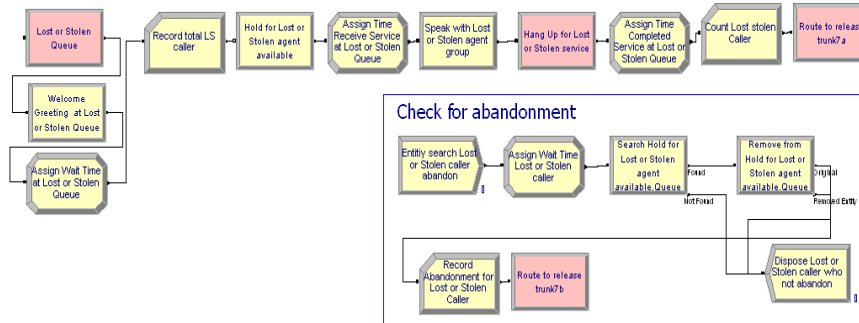 Lost or Stolen
Queue
Welcome
Greeting at Lost
or Stolen Queue
Assign Wait Time
at Lost or Stolen
Queue
Record total LS
caller
Hold for Lost or
Stolen agent
available
Assign Time
Receive Service
at Lost or Stolen
Queue
Speak with Lost
or Stolen agent
group
Hang Up for Lost
or Stolen service
Assign Time
Completed
Service at Lost or
Stolen Queue
Count Lost stolen
Caller
Route to release
trunk7a
Check for abandonment
Entitiy search Lost
or Stolen caller
abandon
0
Assign Wait Time
Lost or Stolen
caller
Search Hold for
Lost or Stolen
agent
available.Queue
Found
Not Found
Remove from
Hold for Lost or
Stolen agent
available.Queue
Original
Removed Entity
Record
Abandonment for
Lost or Stolen
Caller
Route to release
trunk7b
Dispose Lost or
Stolen caller who
not abandon
0